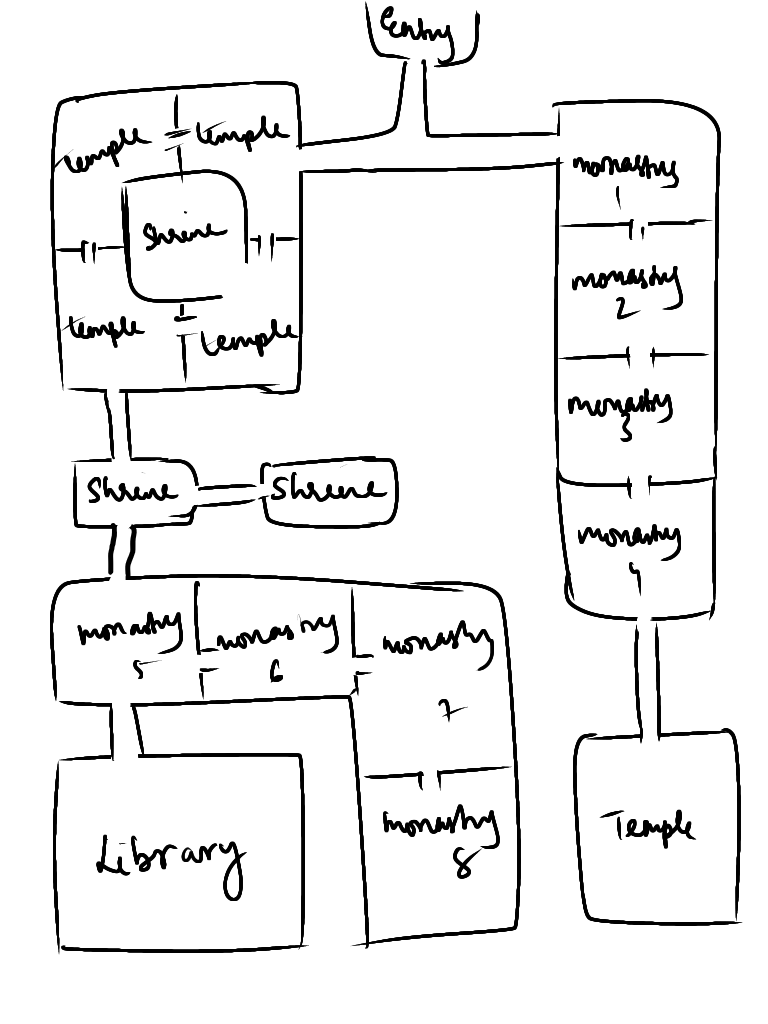 Entry
temple temple
monastry
1
Shrine
monastry
2
temple temple
monastry
3
Shrine Shrine
monastry
4
monastry
5
monastry
6
monastry
7
monastry
8
Library
Temple